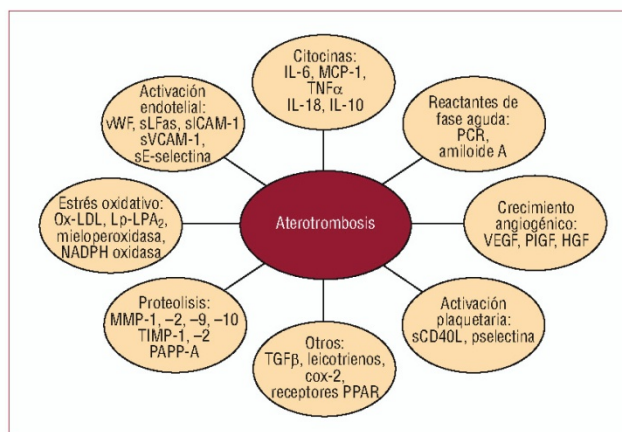 Citocinas:
IL-6, MCP-1,
TNFα
IL-18, IL-10
Activación
endotelial:
vWF, sLFas, sICAM-1
sVCAM-1,
sE-selectina
Reactantes de
fase aguda:
PCR,
amiloide A
Estrés oxidativo:
Ox-LDL, Lp-LPA₂,
mieloperoxidasa,
NADPH oxidasa
Aterotrombosis
Crecimiento
angiogénico:
VEGF, PlGF, HGF
Proteolisis:
MMP-1, –2, –9, –10
TIMP-1, –2
PAPP-A
Activación
plaquetaria:
sCD40L, pselectina
Otros:
TGFβ, leicotrienos,
cox-2,
receptores PPAR